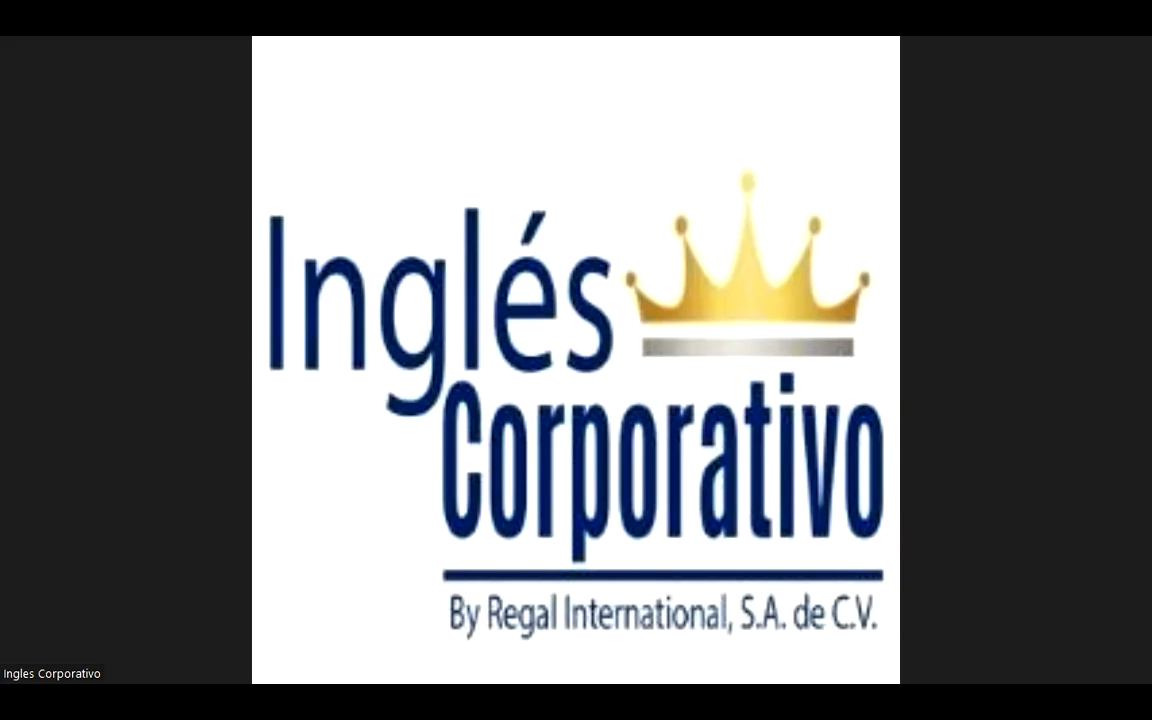 Inglés
Corporativo
By Regal International, S.A. de C.V.
Ingles Corporativo